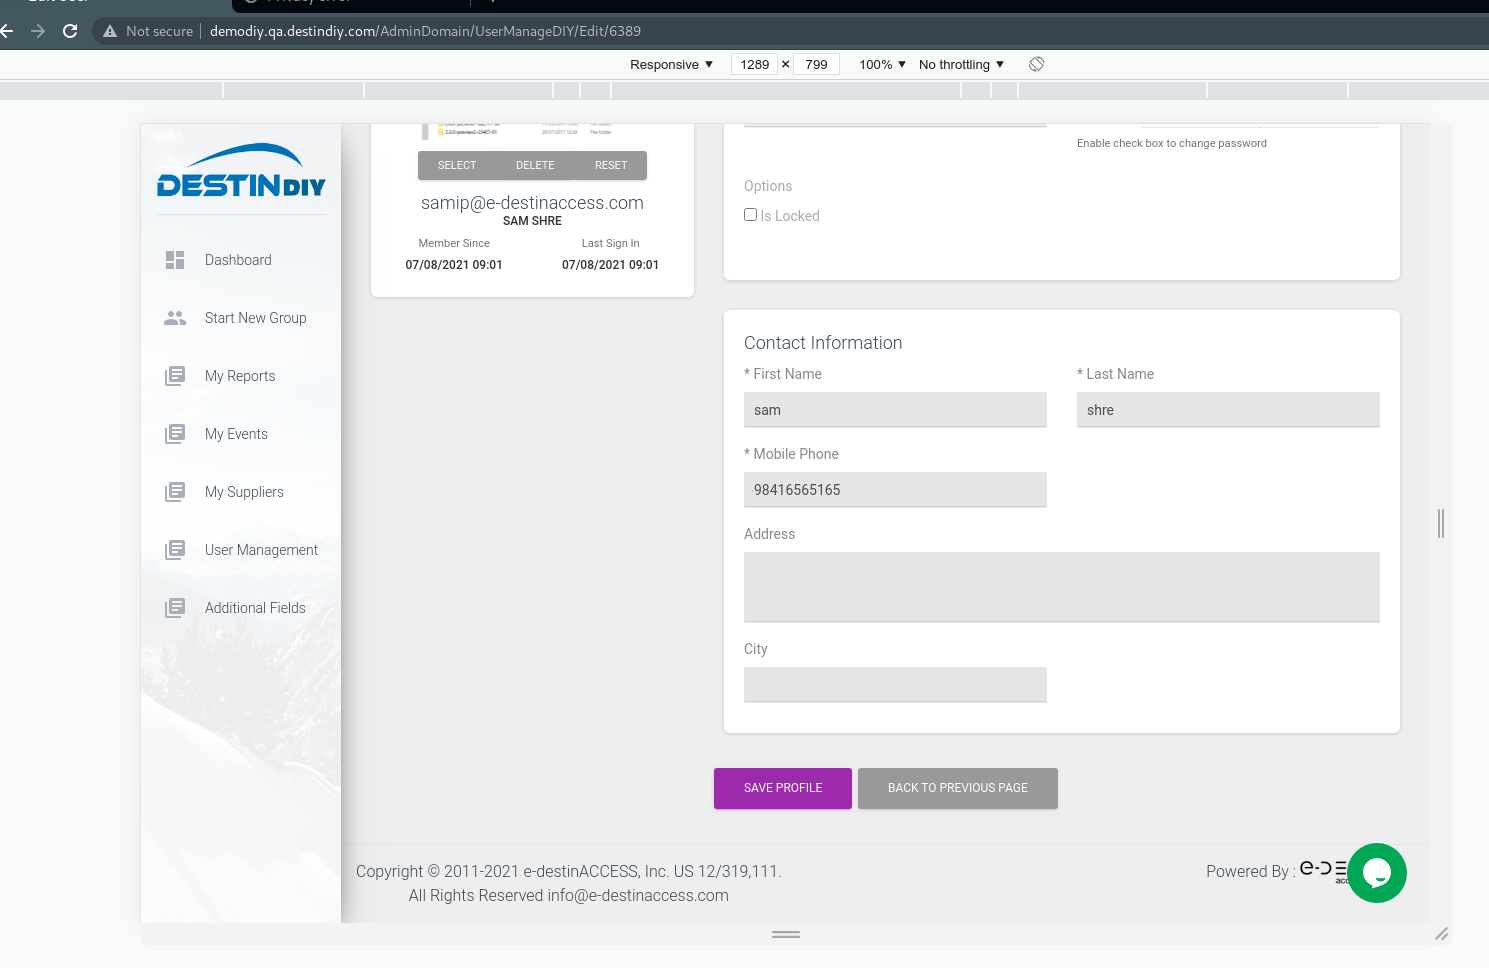 Not secure demodiy.qa.destindiy.com/AdminDomain/UserManageDIY/Edit/6389
Responsive ▼ 1289 × 799 100% ▼ No throttling ▼
DESTINDIY
Dashboard
Start New Group
My Reports
My Events
My Suppliers
User Management
Additional Fields
SELECT DELETE RESET
samip@e-destinaccess.com
SAM SHRE
Member Since Last Sign In
07/08/2021 09:01 07/08/2021 09:01
Enable check box to change password
Options
Is Locked
Contact Information
* First Name * Last Name
sam shre
* Mobile Phone
98416565165
Address
City
SAVE PROFILE BACK TO PREVIOUS PAGE
Copyright © 2011-2021 e-destinACCESS, Inc. US 12/319,111.
All Rights Reserved info@e-destinaccess.com
Powered By :